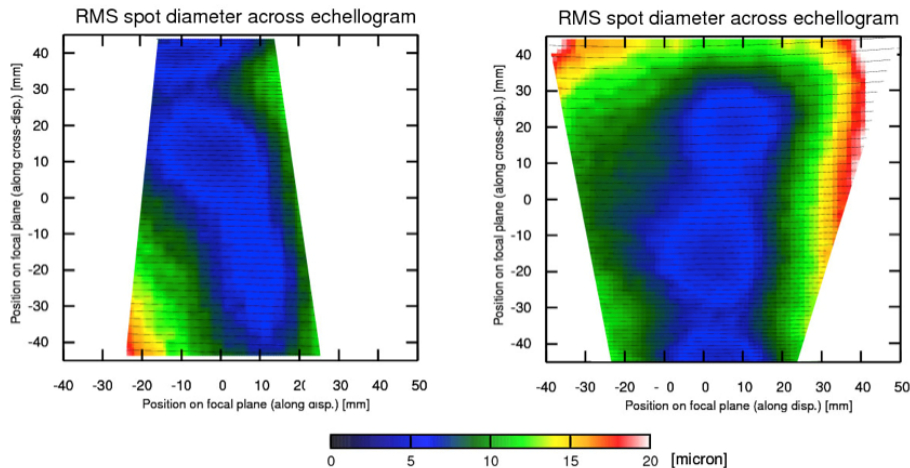 RMS spot diameter across echellogram
RMS spot diameter across echellogram
Position on focal plane (along cross-disp.) [mm]
40
30
20
10
0
-10
-20
-30
-40
-40 -30 -20 -10 0 10 20 30 40 50
Position on focal plane (along disp.) [mm]
Position on focal plane (along cross-disp.) [mm]
40
30
20
10
0
-10
-20
-30
-40
-40 -30 -20 - 0 0 10 20 30 40 50
Position on focal plane (along disp.) [mm]
0 5 10 15 20 [micron]